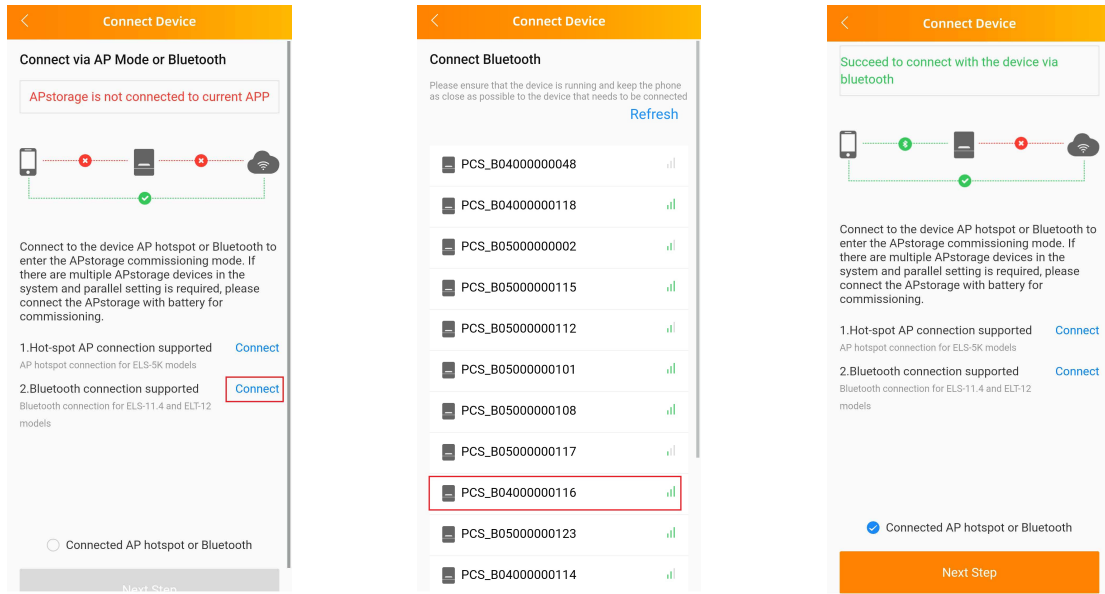 Connect Device
Connect via AP Mode or Bluetooth
APstorage is not connected to current APP
Connect to the device AP hotspot or Bluetooth to
enter the APstorage commissioning mode. If
there are multiple APstorage devices in the
system and parallel setting is required, please
connect the APstorage with battery for
commissioning.
1.Hot-spot AP connection supported Connect
AP hotspot connection for ELS-5K models
2.Bluetooth connection supported Connect
Bluetooth connection for ELS-11.4 and ELT-12
models
Connected AP hotspot or Bluetooth
Next Step
Connect Device
Connect Bluetooth
Please ensure that the device is running and keep the phone
as close as possible to the device that needs to be connected
Refresh
PCS_B04000000048
PCS_B04000000118
PCS_B05000000002
PCS_B05000000115
PCS_B05000000112
PCS_B05000000101
PCS_B05000000108
PCS_B05000000117
PCS_B04000000116
PCS_B05000000123
PCS_B04000000114
Connect Device
Succeed to connect with the device via
bluetooth
Connect to the device AP hotspot or Bluetooth to
enter the APstorage commissioning mode. If
there are multiple APstorage devices in the
system and parallel setting is required, please
connect the APstorage with battery for
commissioning.
1.Hot-spot AP connection supported Connect
AP hotspot connection for ELS-5K models
2.Bluetooth connection supported Connect
Bluetooth connection for ELS-11.4 and ELT-12
models
Connected AP hotspot or Bluetooth
Next Step